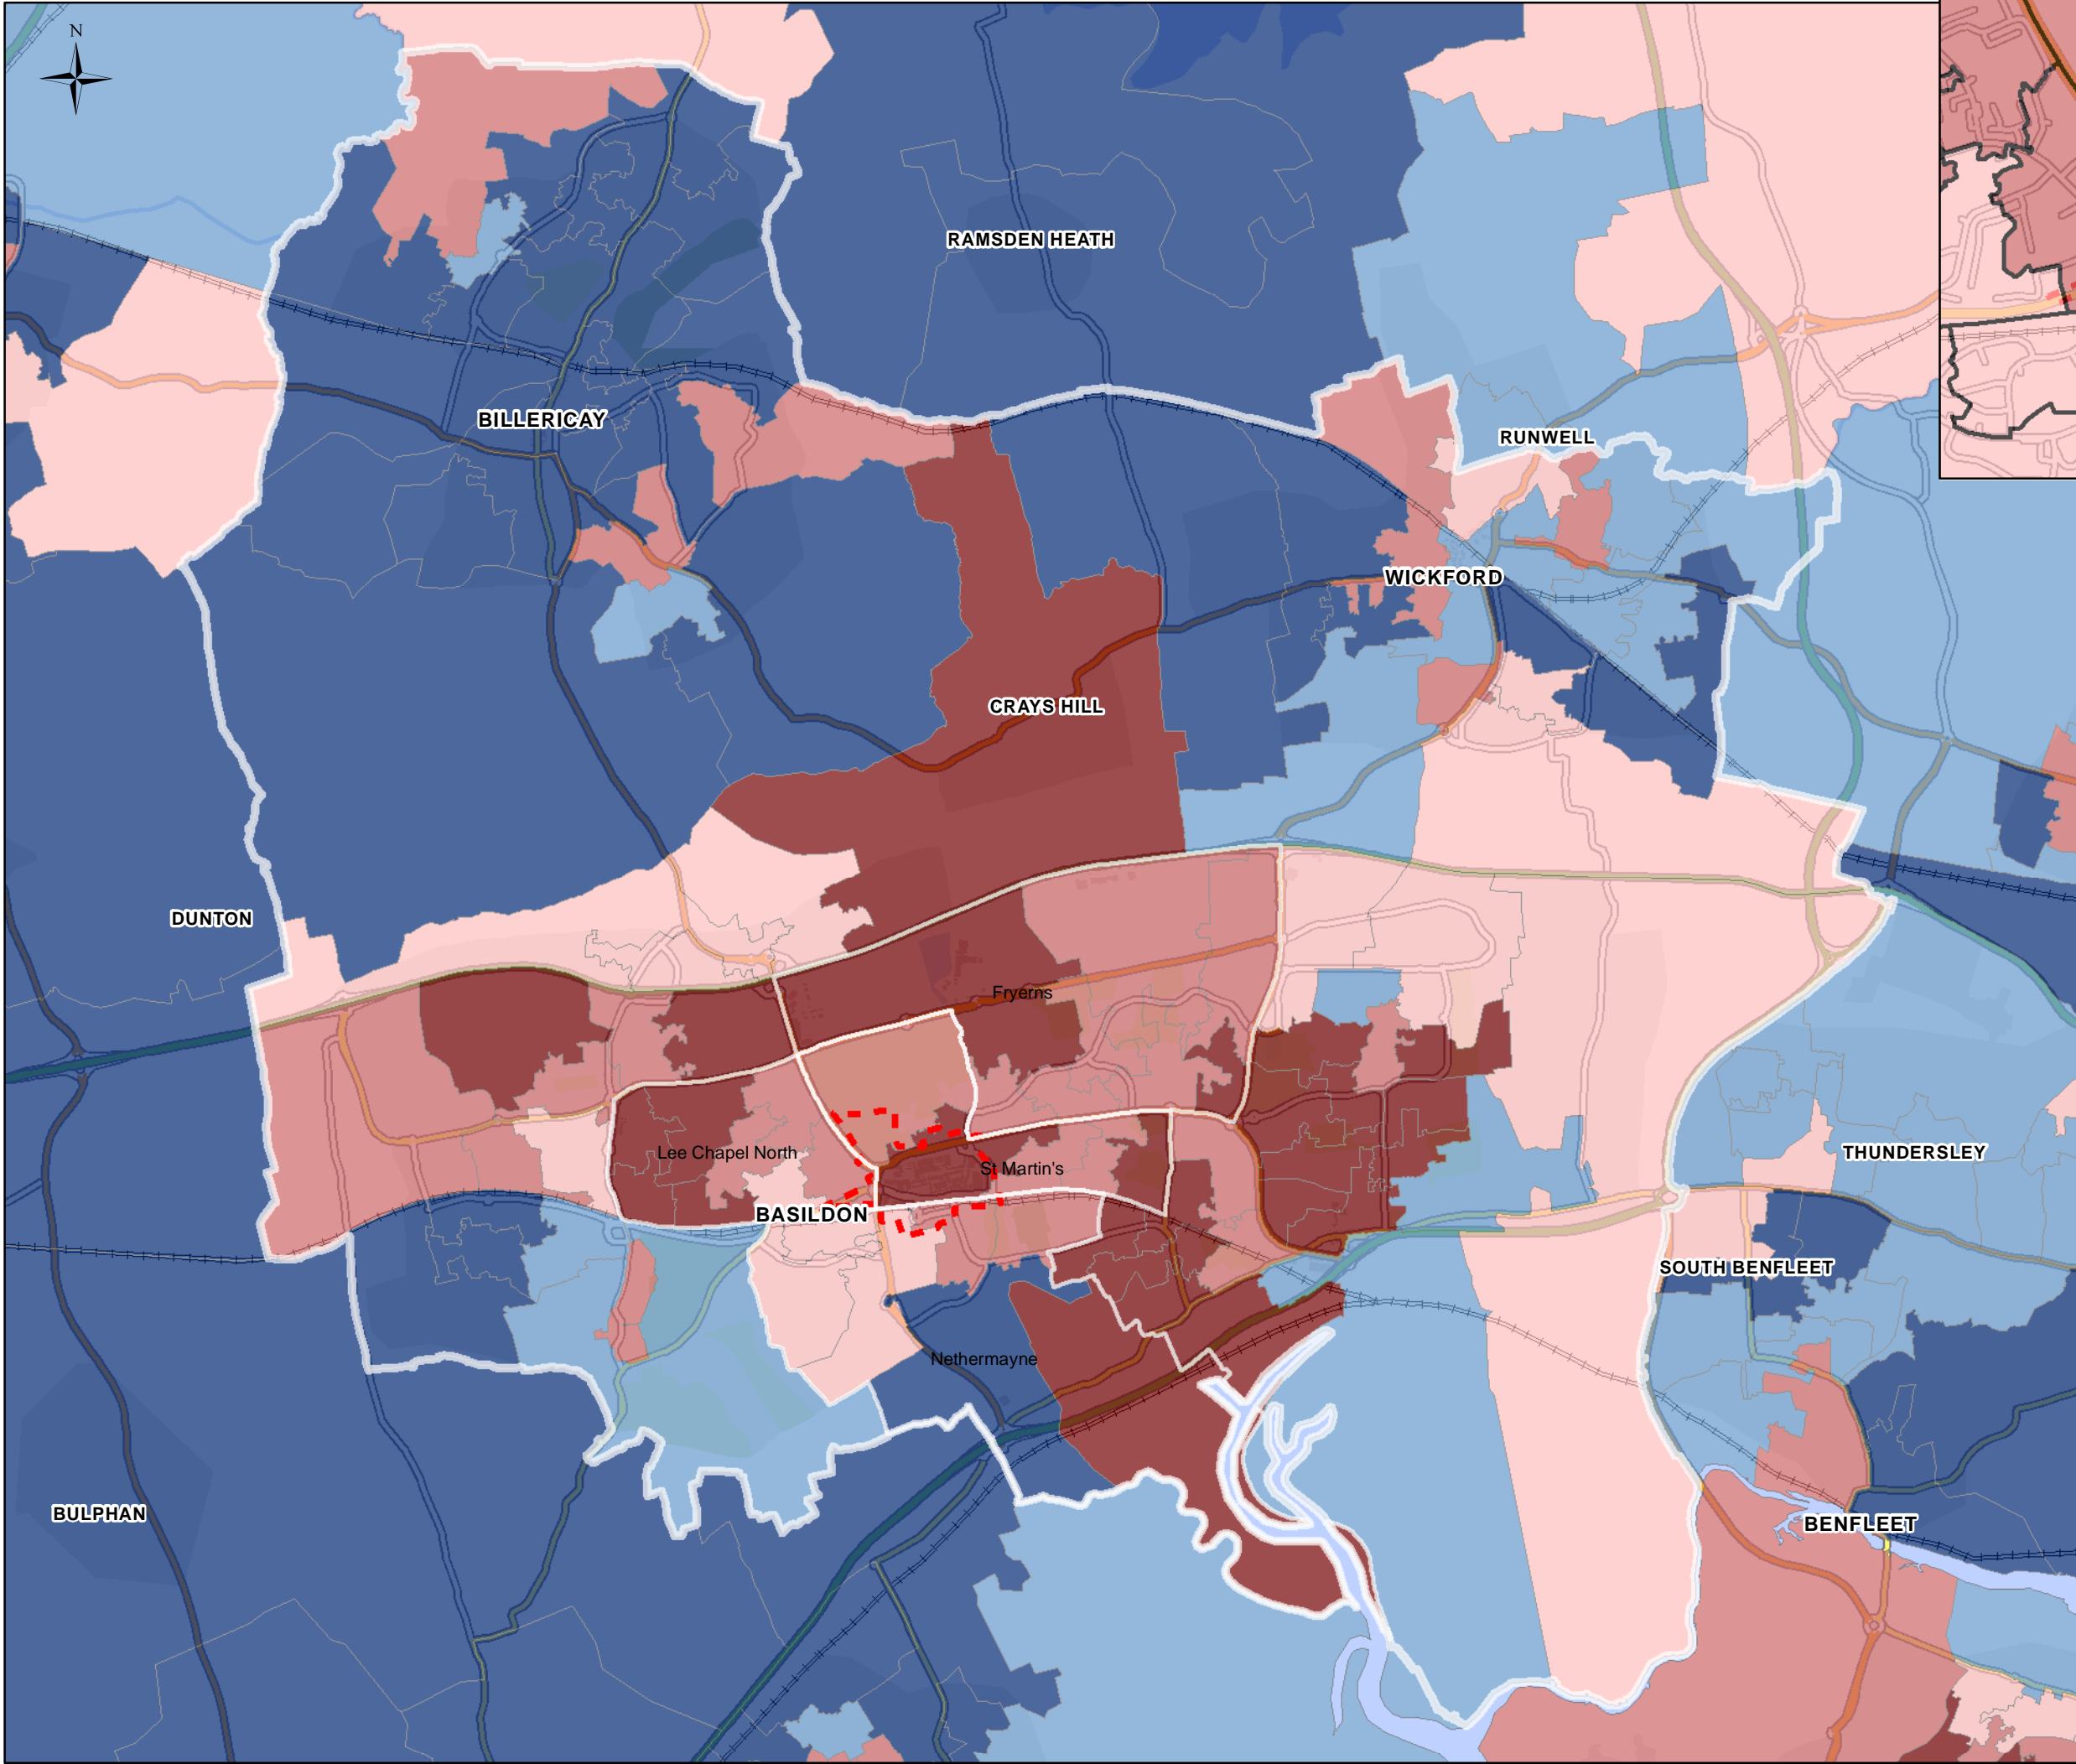 N
RAMSDEN HEATH
BILLERICAY
RUNWELL
WICKFORD
CRAYS HILL
DUNTON
Fryerns
Lee Chapel North
St Martin's
THUNDERSLEY
BASILDON
SOUTH BENFLEET
Nethermayne
BULPHAN
BENFLEET